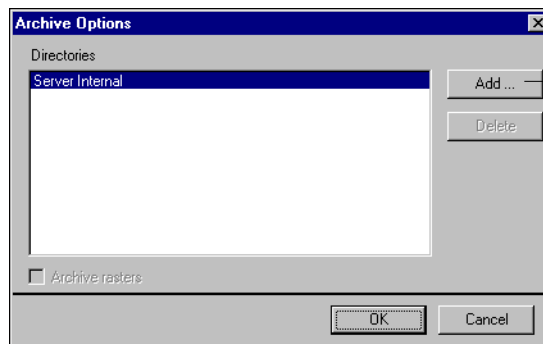 Archive Options
Directories
Server Internal
Add ...
Delete
Archive rasters
OK
Cancel